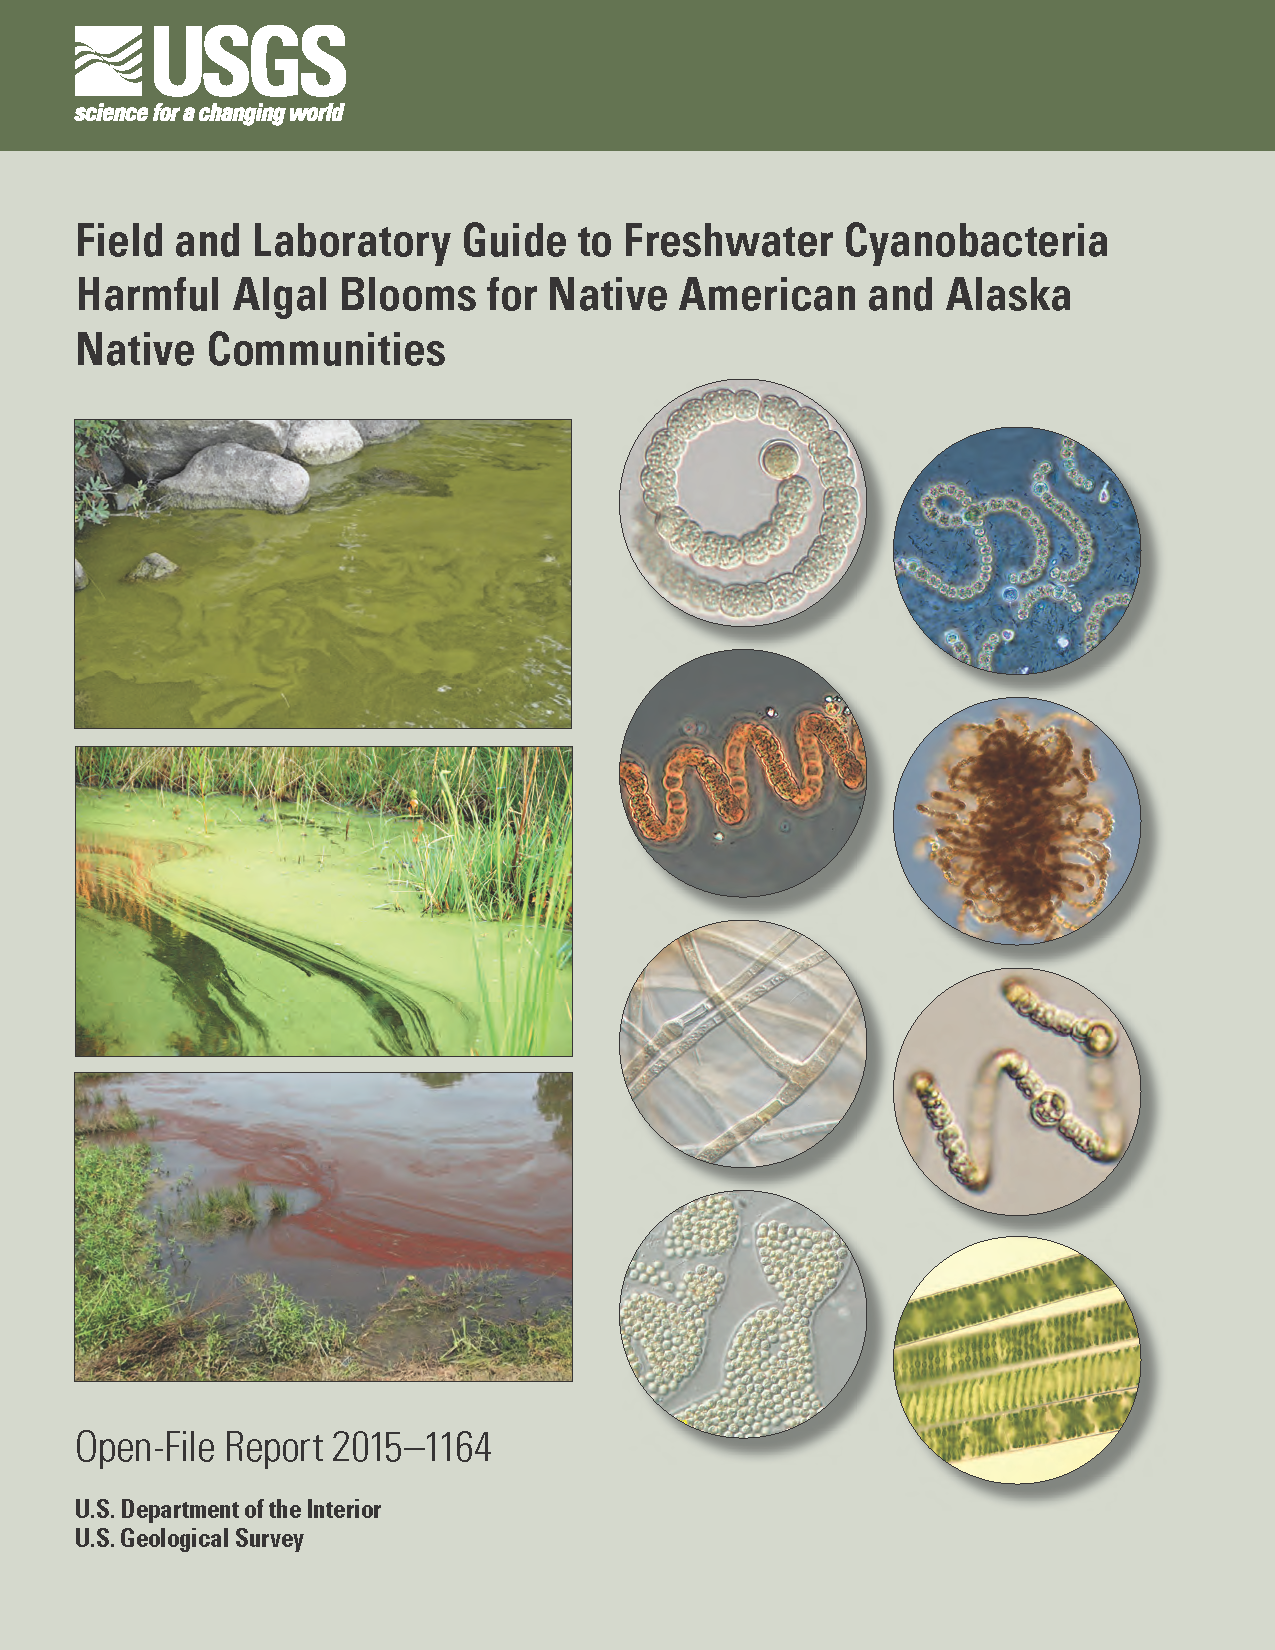 USGS
science for a changing world
Field and Laboratory Guide to Freshwater Cyanobacteria
Harmful Algal Blooms for Native American and Alaska
Native Communities
Open-File Report 2015–1164
U.S. Department of the Interior
U.S. Geological Survey